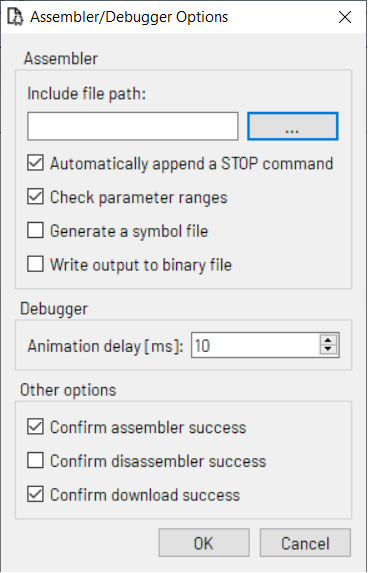 Assembler/Debugger Options
Assembler
Include file path:
...
Automatically append a STOP command
Check parameter ranges
Generate a symbol file
Write output to binary file
Debugger
Animation delay [ms]: 10
Other options
Confirm assembler success
Confirm disassembler success
Confirm download success
OK Cancel